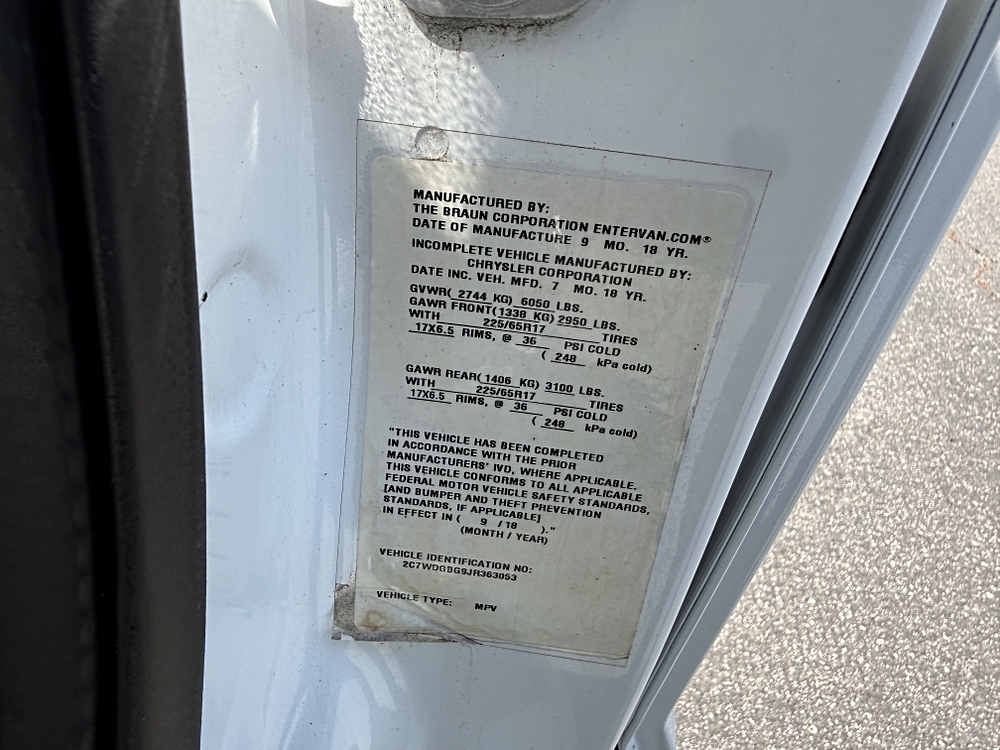 MANUFACTURED BY:
THE BRAUN CORPORATION ENTERVAN.COM®
DATE OF MANUFACTURE 9 MO. 18 YR.
INCOMPLETE VEHICLE MANUFACTURED BY:
CHRYSLER CORPORATION
DATE INC. VEH. MFD. 7 MO. 18 YR.
GVWR( 2744 KG) 6050 LBS.
GAWR FRONT(1338 KG) 2950 LBS.
WITH 225/65R17 TIRES
17X6.5 RIMS, @ 36 PSI COLD
( 248 kPa cold)
GAWR REAR( 1406 KG) 3100 LBS.
WITH 225/65R17 TIRES
17X6.5 RIMS, @ 36 PSI COLD
( 248 kPa cold)
"THIS VEHICLE HAS BEEN COMPLETED
IN ACCORDANCE WITH THE PRIOR
MANUFACTURERS' IVD, WHERE APPLICABLE.
THIS VEHICLE CONFORMS TO ALL APPLICABLE
FEDERAL MOTOR VEHICLE SAFETY STANDARDS,
[AND BUMPER AND THEFT PREVENTION
STANDARDS, IF APPLICABLE]
IN EFFECT IN ( 9 / 18 )."
(MONTH / YEAR)
VEHICLE IDENTIFICATION NO:
2C7WDGBG9JR363053
VEHICLE TYPE: MPV